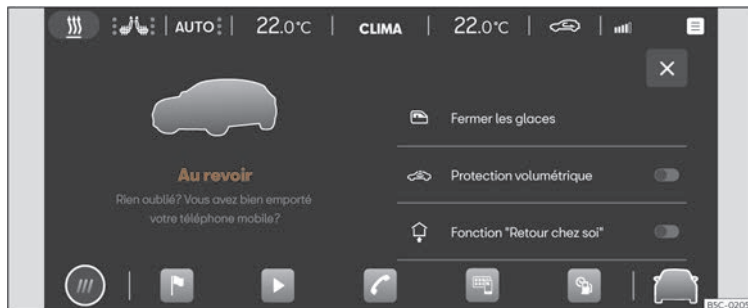 AUTO 22.0°C CLIMA 22.0°C
Fermer les glaces
Au revoir
Rien oublié? Vous avez bien emporté
votre téléphone mobile?
Protection volumétrique
Fonction "Retour chez soi"
BSC-0205